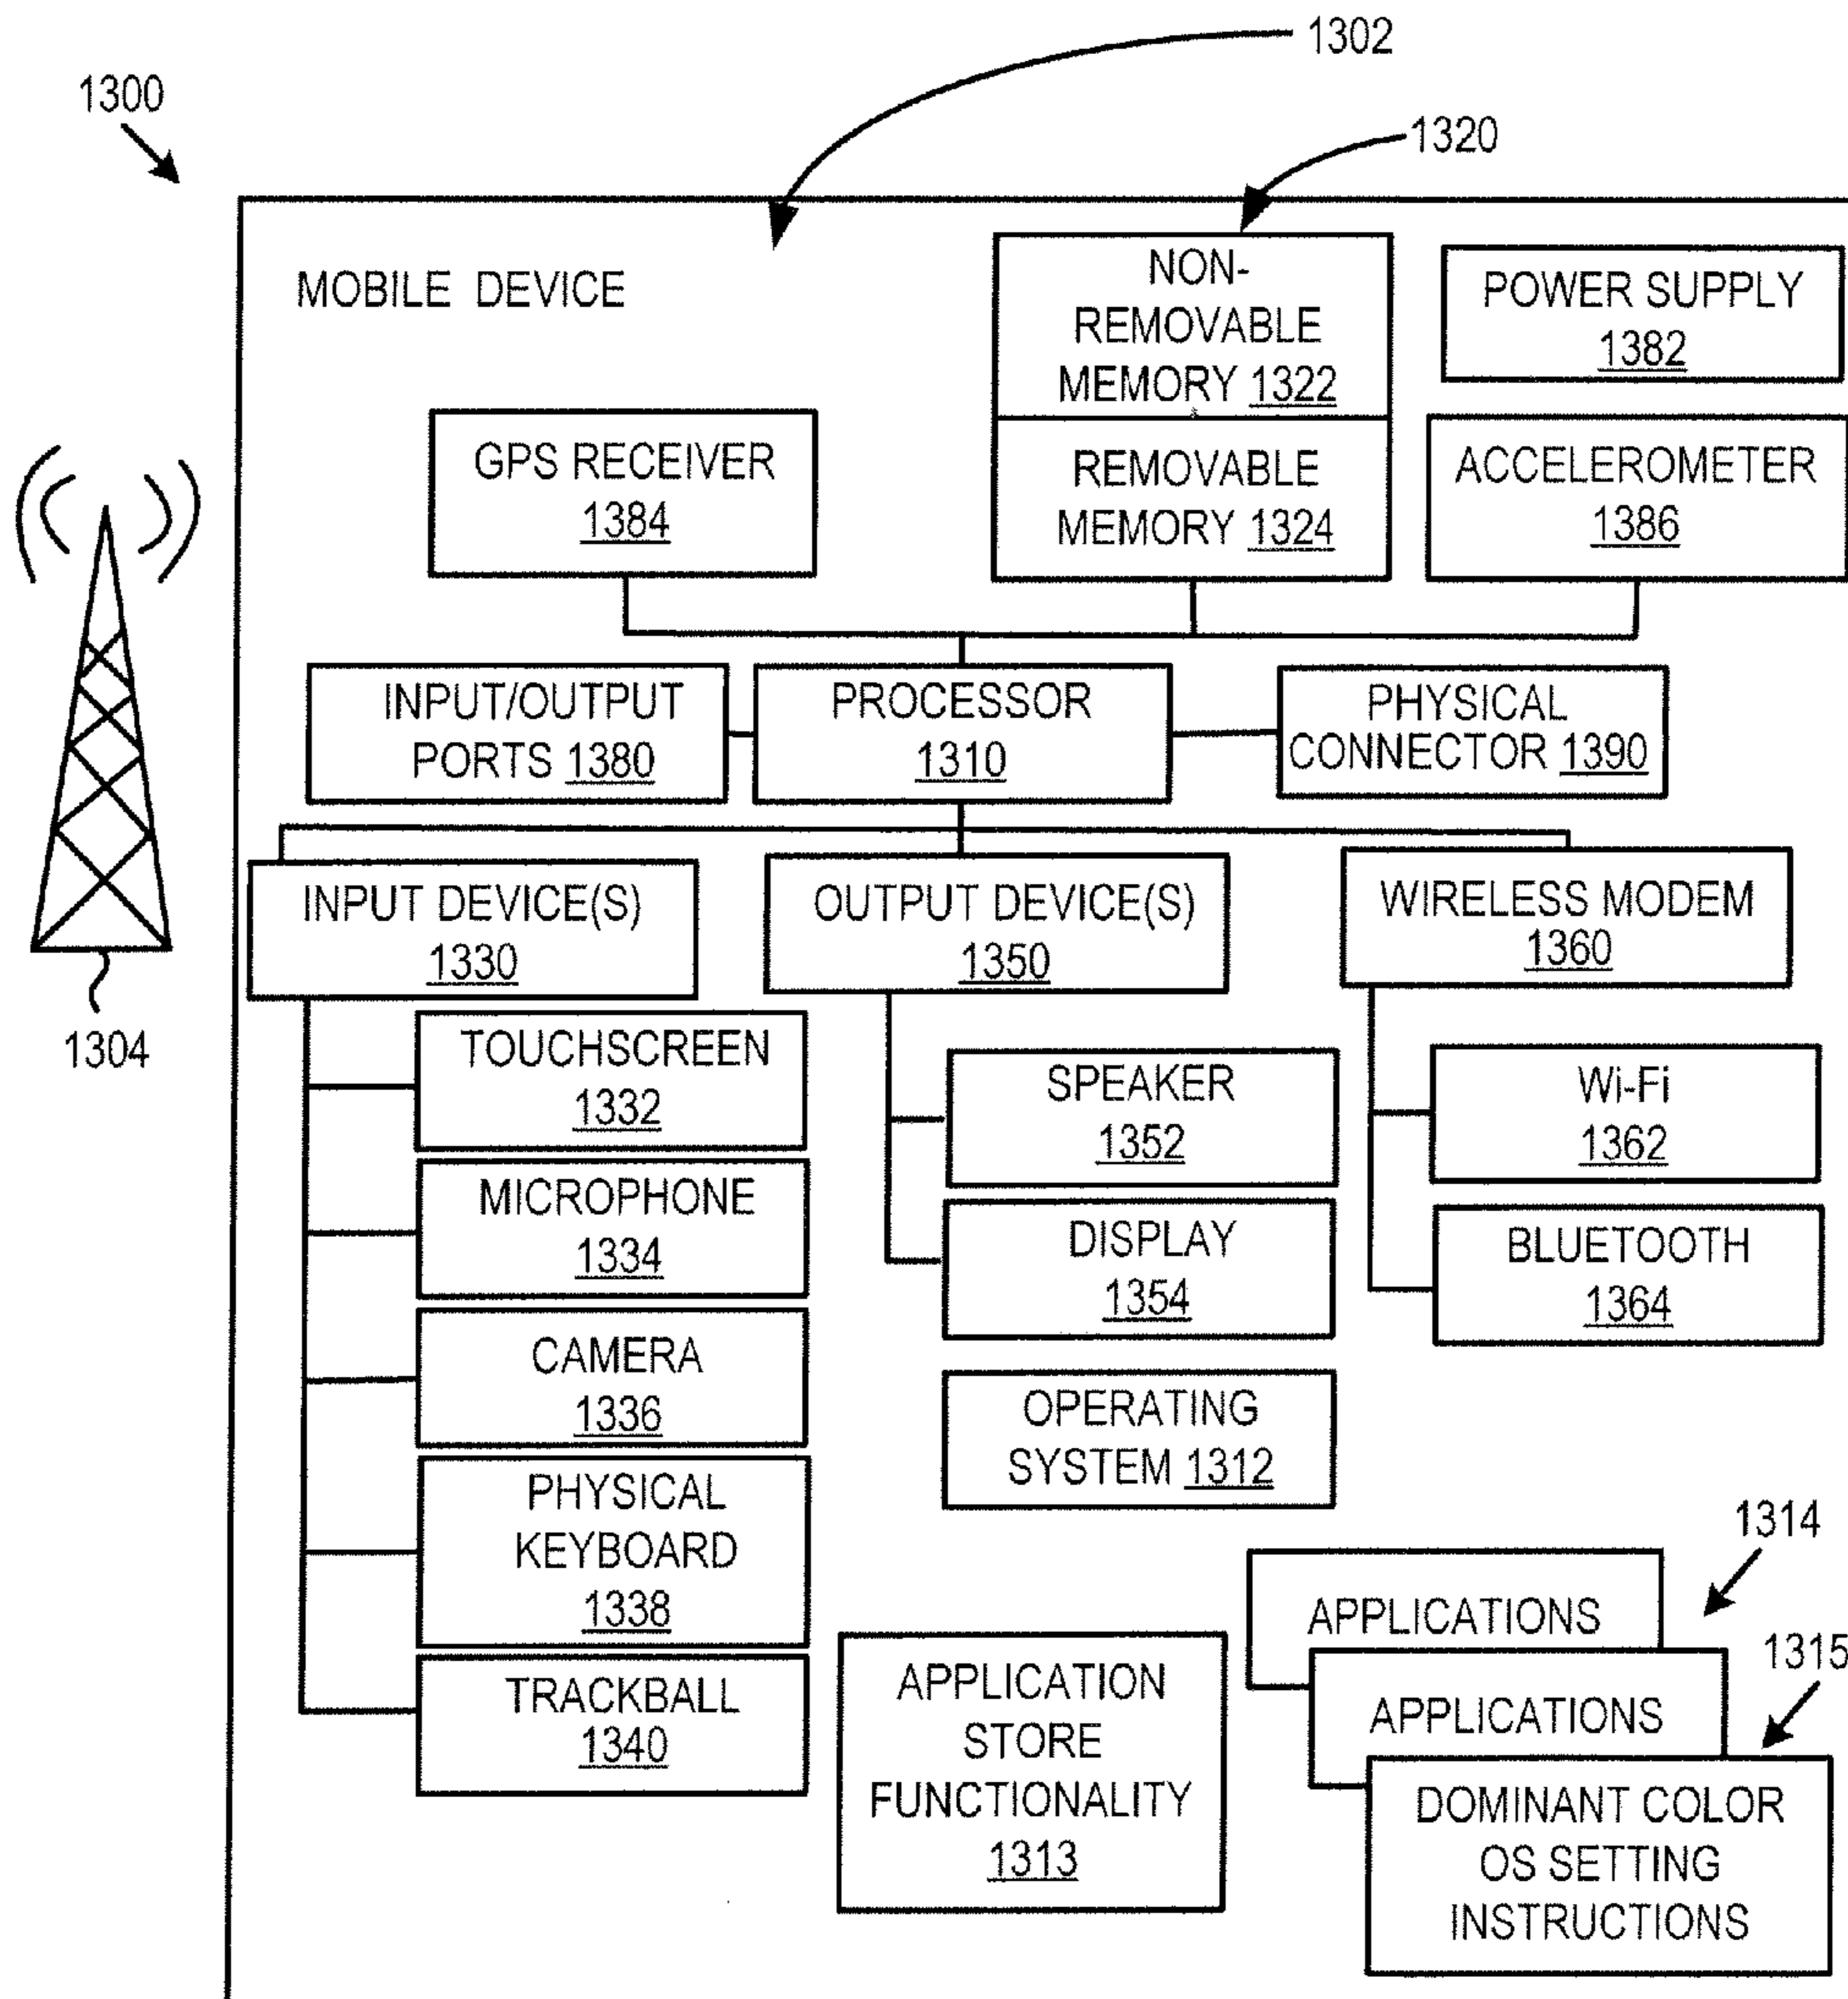 1302
1300
1320
MOBILE DEVICE
NON-
REMOVABLE
MEMORY 1322
POWER SUPPLY
1382
GPS RECEIVER
1384
REMOVABLE
MEMORY 1324
ACCELEROMETER
1386
INPUT/OUTPUT
PORTS 1380
PROCESSOR
1310
PHYSICAL
CONNECTOR 1390
INPUT DEVICE(S)
1330
OUTPUT DEVICE(S)
1350
WIRELESS MODEM
1360
1304
TOUCHSCREEN
1332
MICROPHONE
1334
CAMERA
1336
PHYSICAL
KEYBOARD
1338
TRACKBALL
1340
SPEAKER
1352
DISPLAY
1354
OPERATING
SYSTEM 1312
Wi-Fi
1362
BLUETOOTH
1364
APPLICATION
STORE
FUNCTIONALITY
1313
1314
APPLICATIONS
1315
APPLICATIONS
DOMINANT COLOR
OS SETTING
INSTRUCTIONS